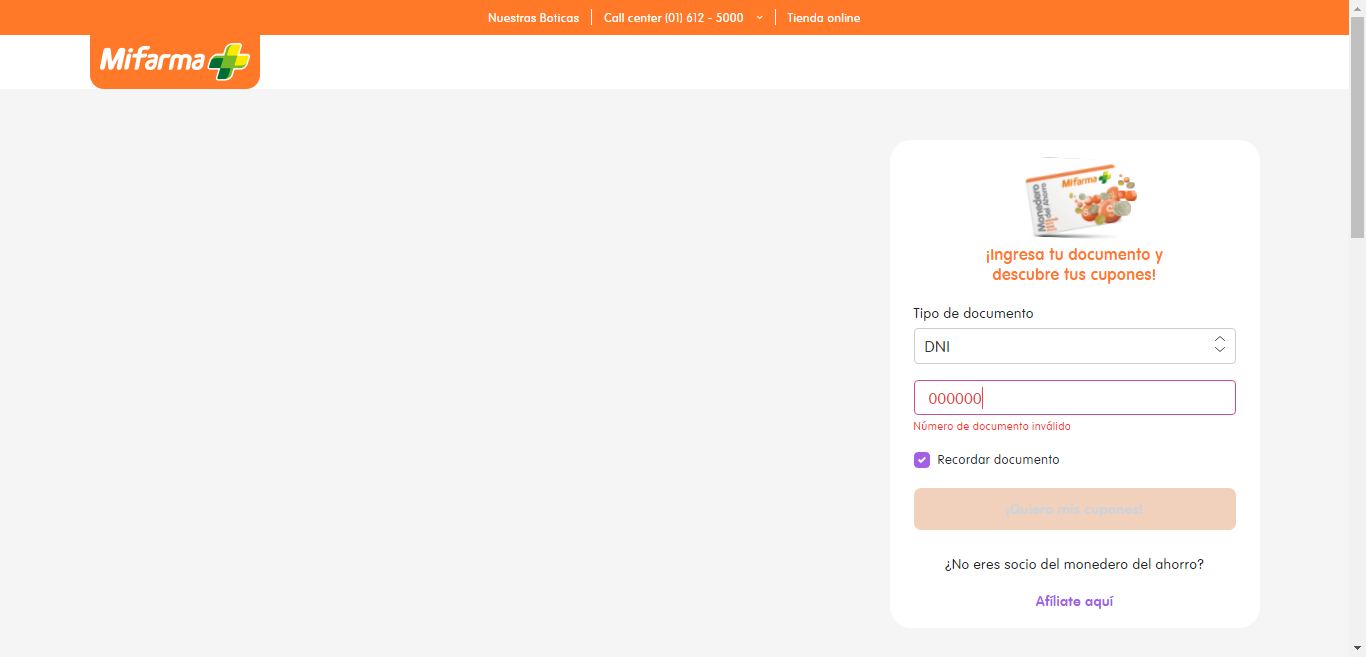 Nuestras Boticas
Call center (01) 612 - 5000
Tienda online
Mifarma
Mifarma
Monedero
del Ahorro
¡Ingresa tu documento y
descubre tus cupones!
Tipo de documento
DNI
000000
Número de documento inválido
Recordar documento
¡Quiero mis cupones!
¿No eres socio del monedero del ahorro?
Afíliate aquí